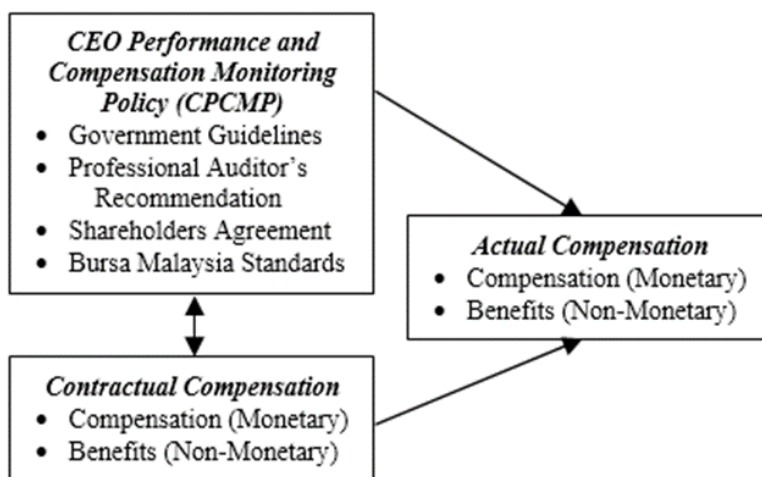 CEO Performance and
Compensation Monitoring
Policy (CPCMP)
• Government Guidelines
• Professional Auditor's
Recommendation
• Shareholders Agreement
• Bursa Malaysia Standards
Actual Compensation
• Compensation (Monetary)
• Benefits (Non-Monetary)
Contractual Compensation
• Compensation (Monetary)
• Benefits (Non-Monetary)